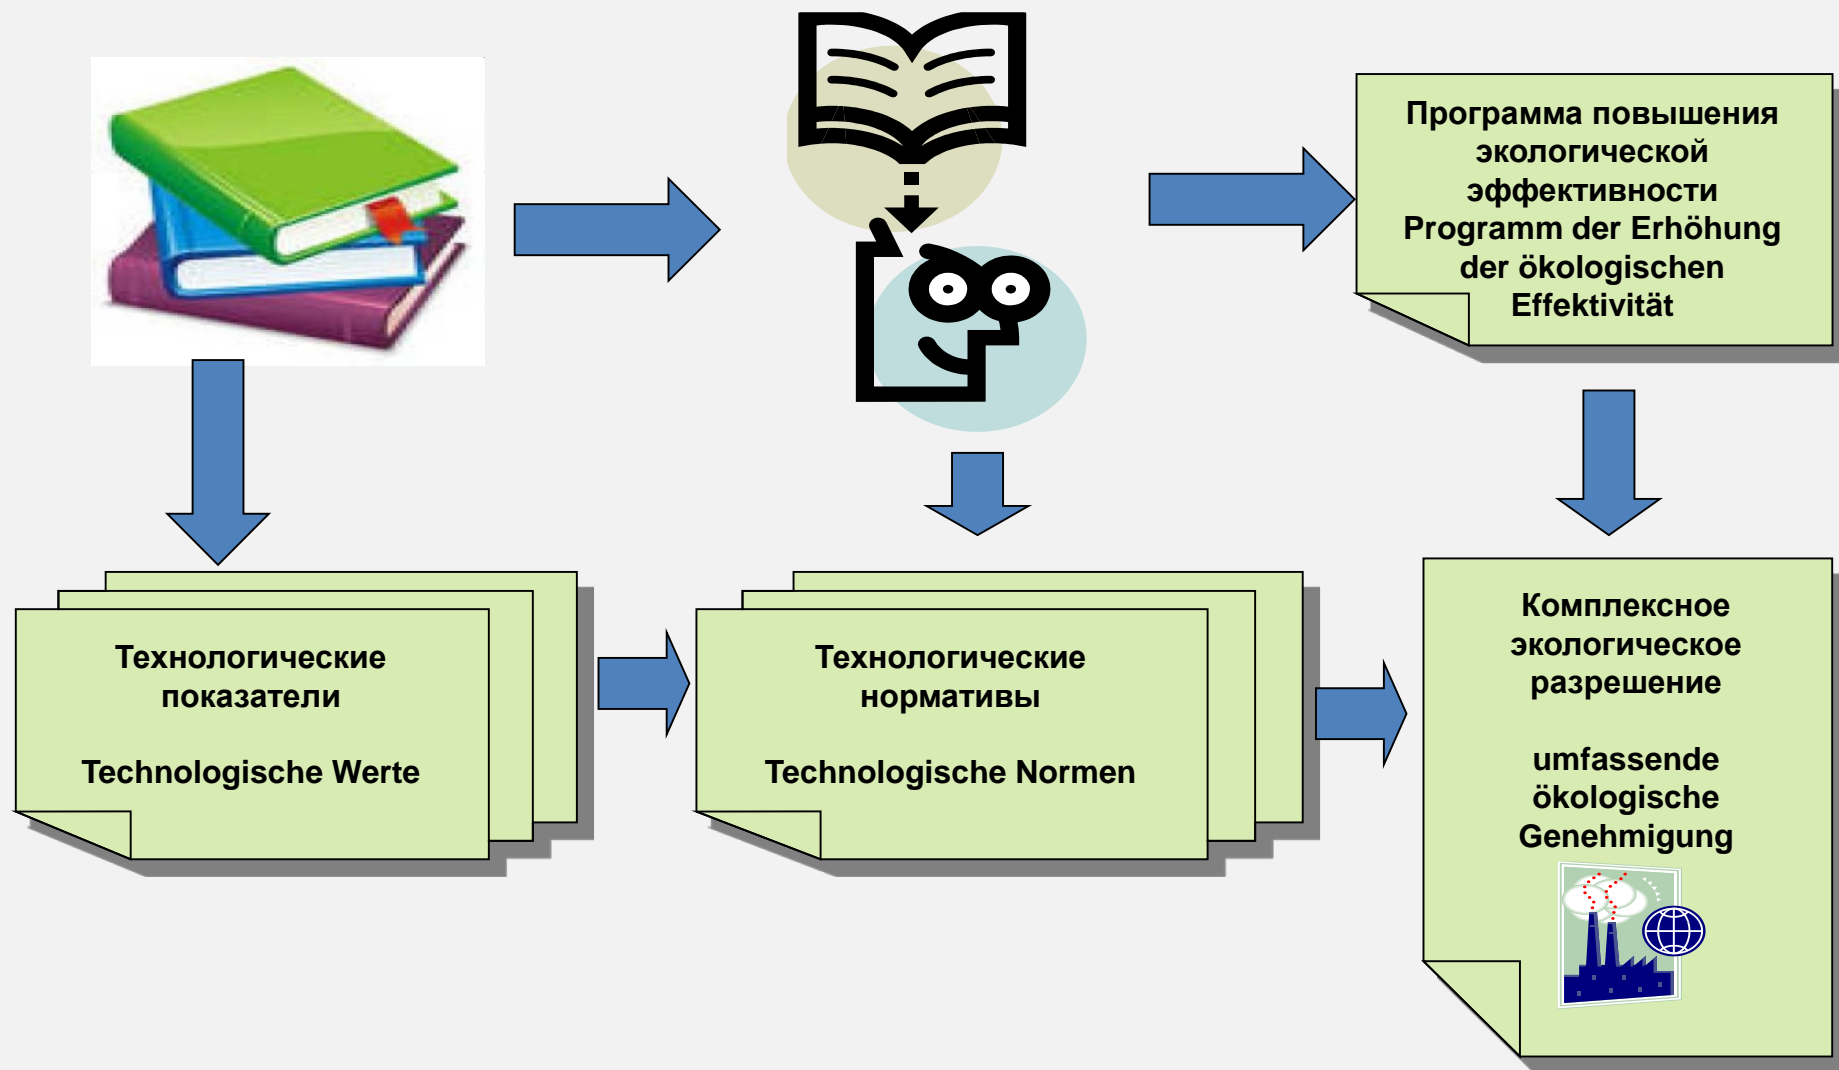 Программа повышения
экологической
эффективности
Programm der Erhöhung
der ökologischen
Effektivität
Технологические
показатели
Technologische Werte
Технологические
нормативы
Technologische Normen
Комплексное
экологическое
разрешение
umfassende
ökologische
Genehmigung